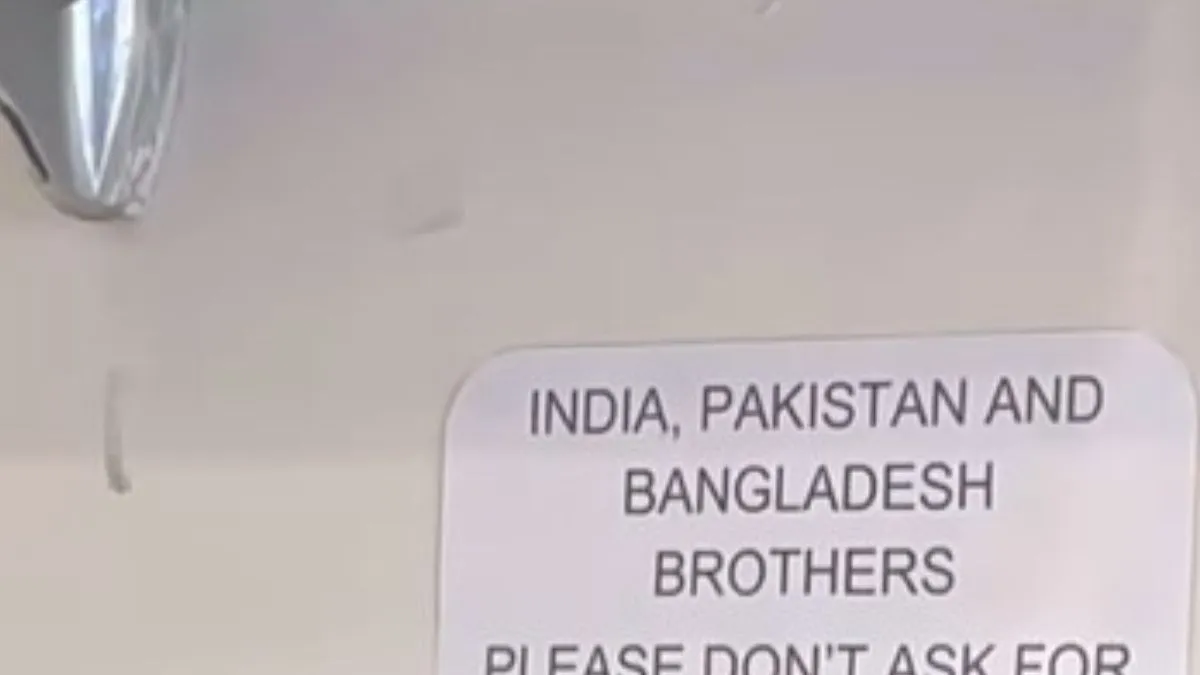 INDIA, PAKISTAN AND
BANGLADESH
BROTHERS
PLEASE DON'T ASK FOR